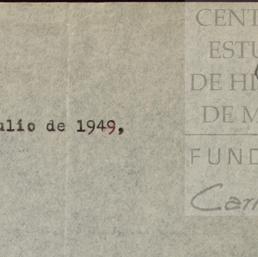 CENT
ESTU
DE HI
DE M
ulio de 1949,
FUND
Carr